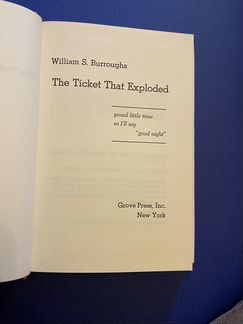 William S. Burroughs
The Ticket That Exploded
posed little time
so I'll say
"good night"
Grove Press, Inc.
New York